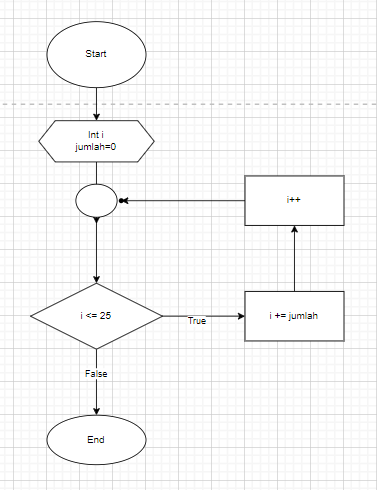 Start
Int i
jumlah=0
i++
i <= 25
True
i += jumlah
False
End